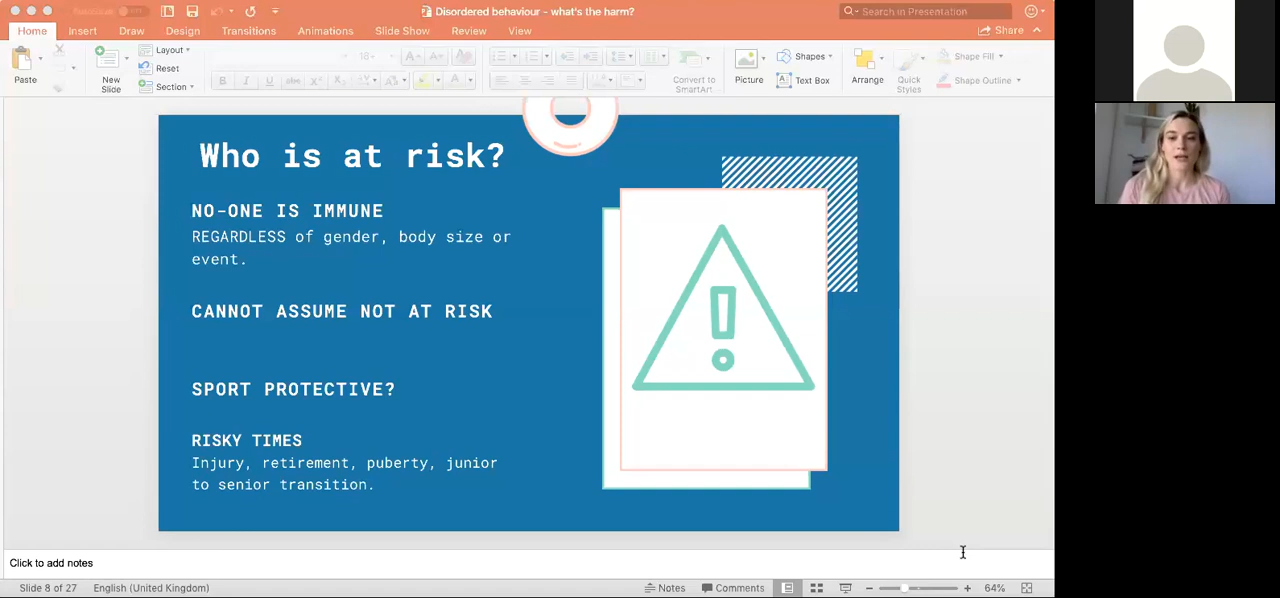 Disordered behaviour - what's the harm?
Search in Presentation
Home Insert Draw Design Transitions Animations Slide Show Review View
Share
Paste
New Slide
Layout
Reset
Section
18
B I U abc X² X₂
Convert to SmartArt
Picture
Shapes
Text Box
Arrange
Quick Styles
Shape Fill
Shape Outline
Who is at risk?
NO-ONE IS IMMUNE
REGARDLESS of gender, body size or
event.
CANNOT ASSUME NOT AT RISK
SPORT PROTECTIVE?
RISKY TIMES
Injury, retirement, puberty, junior
to senior transition.
Click to add notes
Slide 8 of 27 English (United Kingdom) Notes Comments 64%